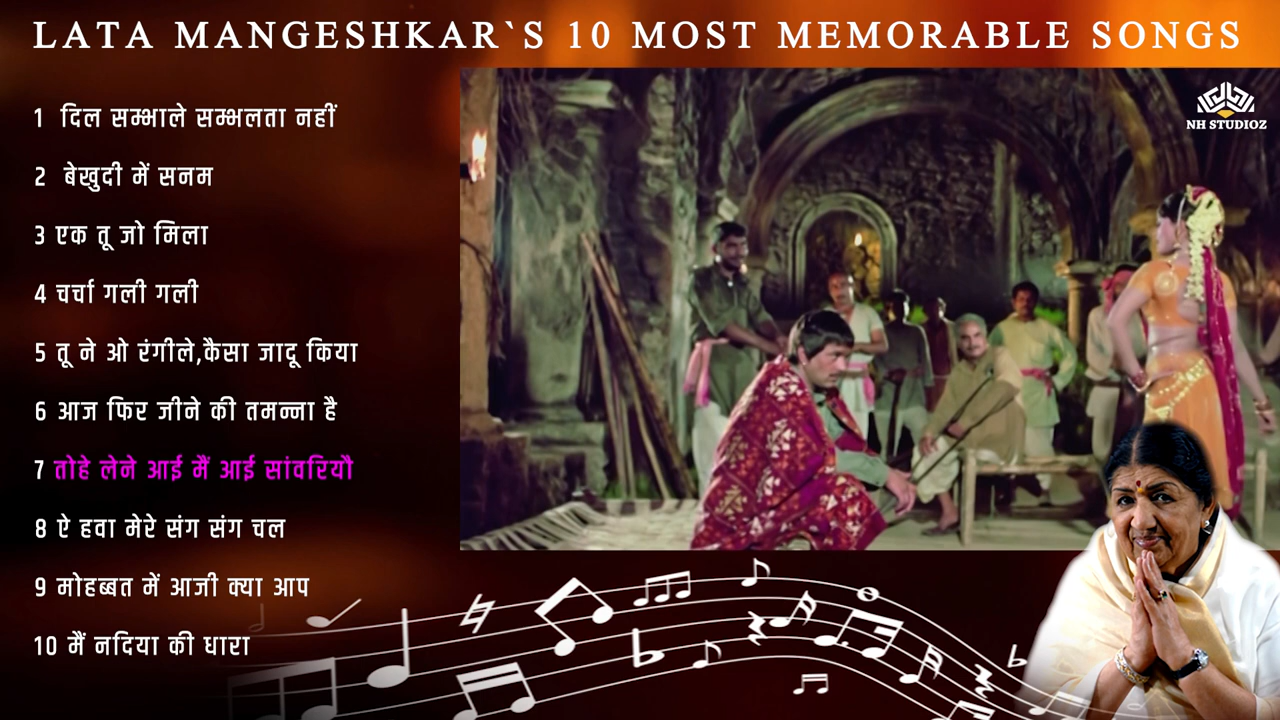 LATA MANGESHKAR`S 10 MOST MEMORABLE SONGS
NH STUDIOZ
1 दिल सम्भाले सम्भलता नहीं
2 बेखुदी में सनम
3 एक तू जो मिला
4 चर्चा गली गली
5 तू ने ओ रंगीले,कैसा जादू किया
6 आज फिर जीने की तमन्ना है
7 तोहे लेने आई मैं आई सांवरियौ
8 ऐ हवा मेरे संग संग चल
9 मोहब्बत में आजी क्या आप
10 मैं नदिया की धारा